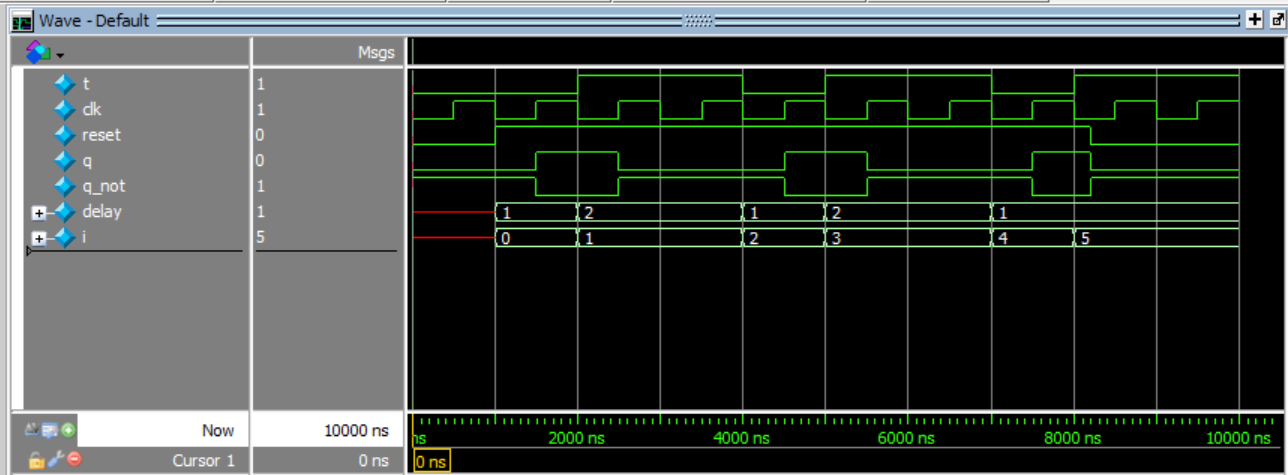 Wave - Default
Msgs
t 1
clk 1
reset 0
q 0
q_not 1
delay 1 1 2 1 2 1
i 5 0 1 2 3 4 5
Now 10000 ns ns 2000 ns 4000 ns 6000 ns 8000 ns 10000 ns
Cursor 1 0 ns 0 ns